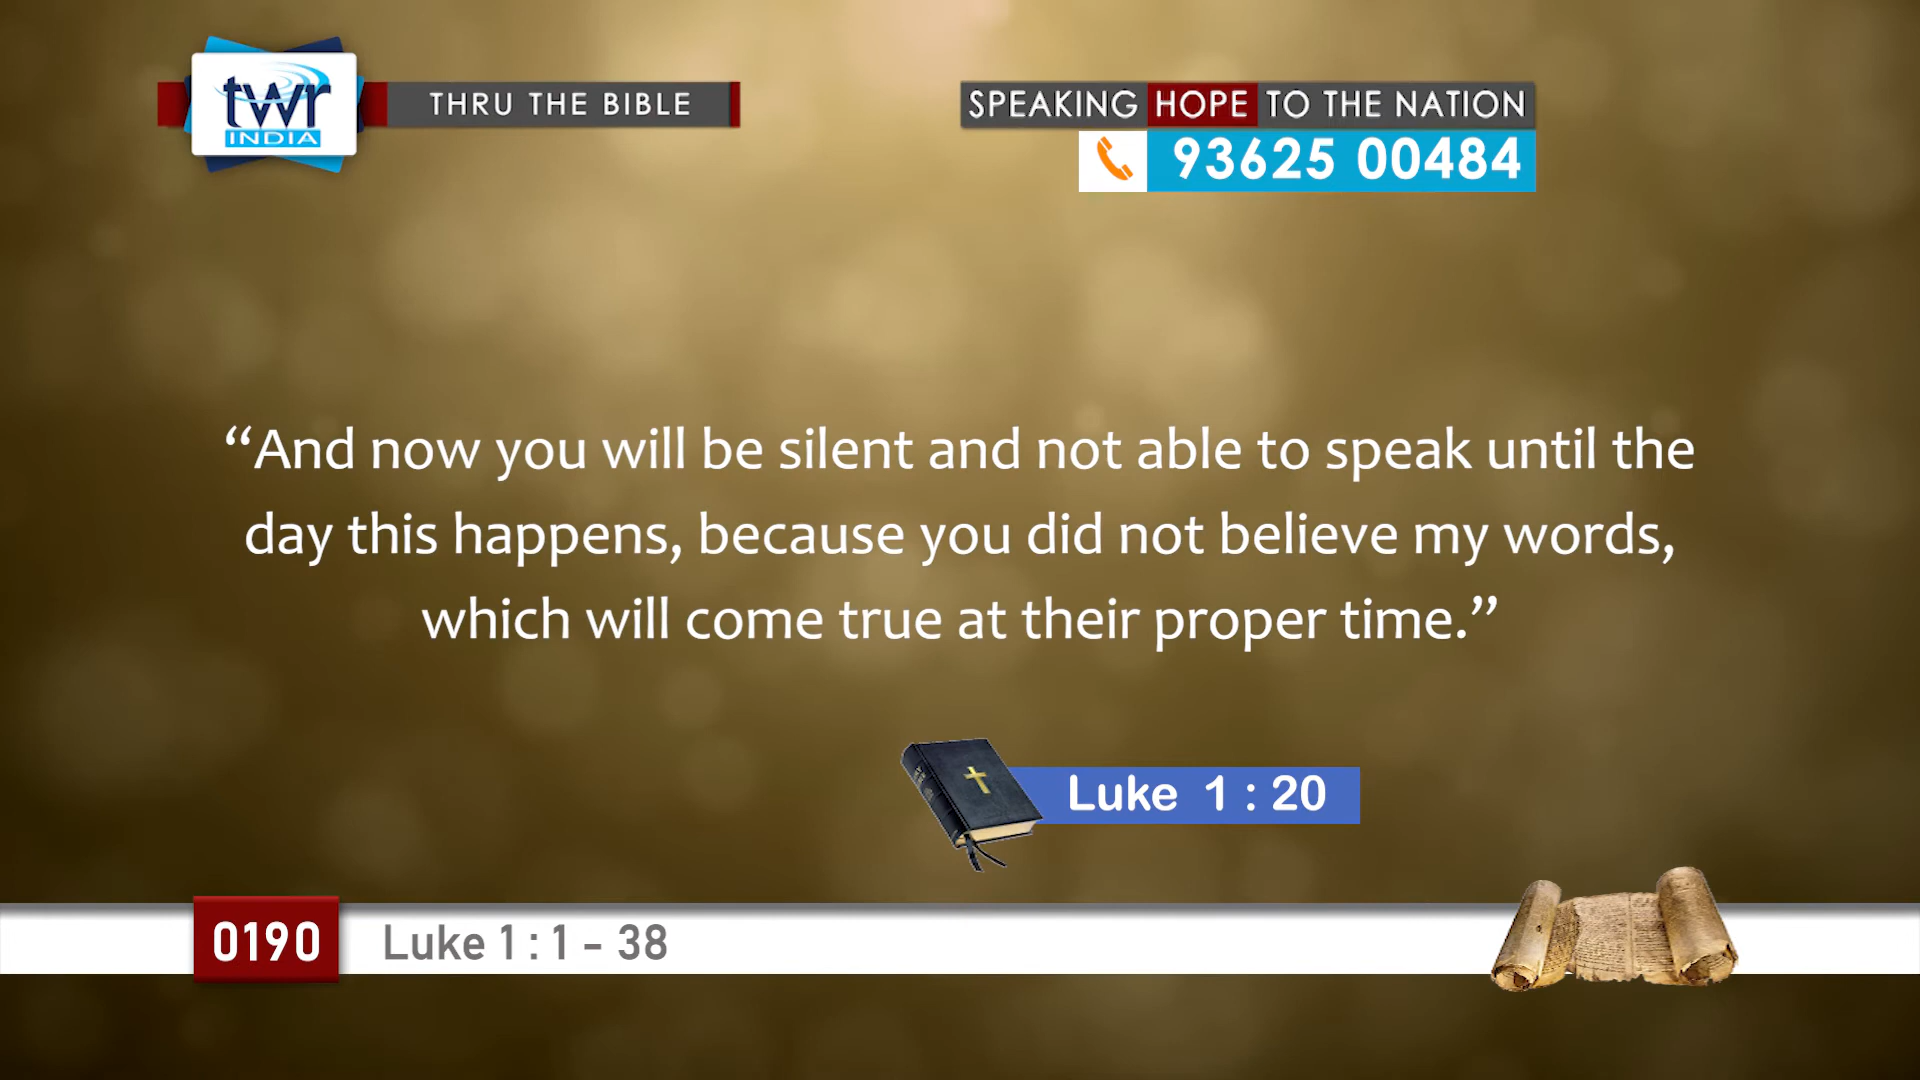 twr
INDIA
THRU THE BIBLE
SPEAKING HOPE TO THE NATION
93625 00484
“And now you will be silent and not able to speak until the
day this happens, because you did not believe my words,
which will come true at their proper time.”
Luke 1 : 20
0190
Luke 1 : 1 - 38